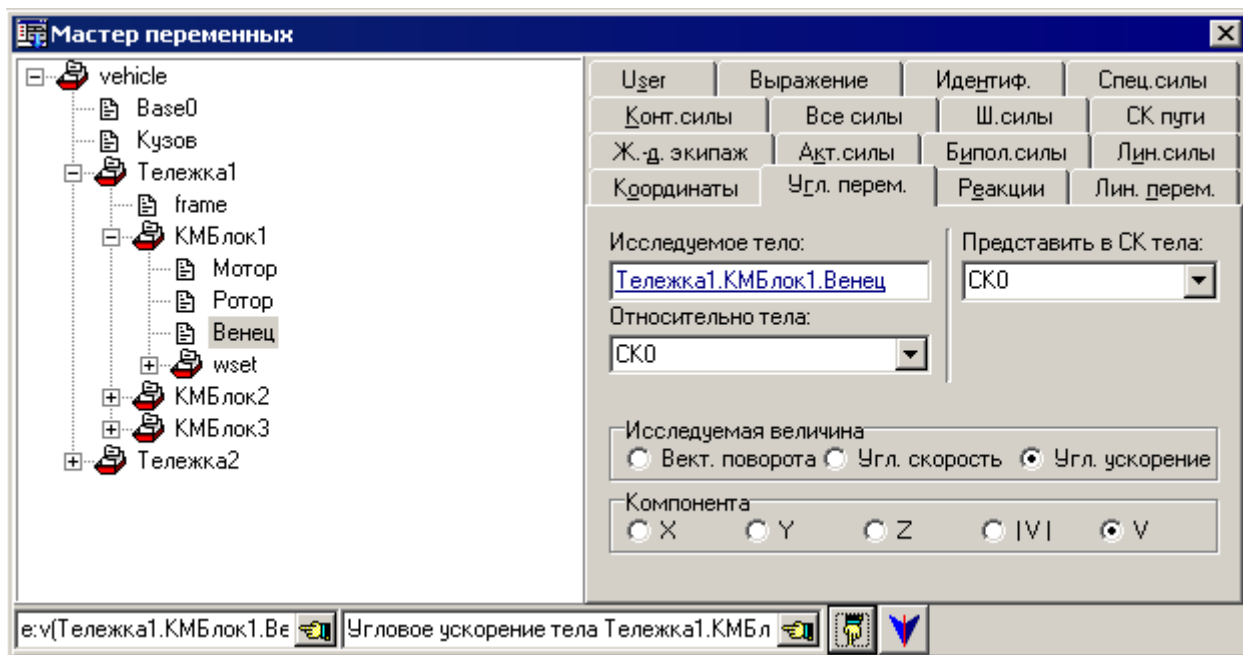 Мастер переменных
vehicle
Base0
Кузов
Тележка1
frame
КМБлок1
Мотор
Ротор
Венец
wset
КМБлок2
КМБлок3
Тележка2
User Выражение Идентиф. Спец.силы
Конт.силы Все силы Ш.силы СК пути
Ж.-д. экипаж Акт.силы Бипол.силы Лин.силы
Координаты Угл. перем. Реакции Лин. перем.
Исследуемое тело: Представить в СК тела:
Тележка1.КМБлок1.Венец СК0
Относительно тела:
СК0
Исследуемая величина
Вект. поворота Угл. скорость Угл. ускорение
Компонента
X Y Z |V| V
e:v(Тележка1.КМБлок1.Ве Угловое ускорение тела Тележка1.КМБл